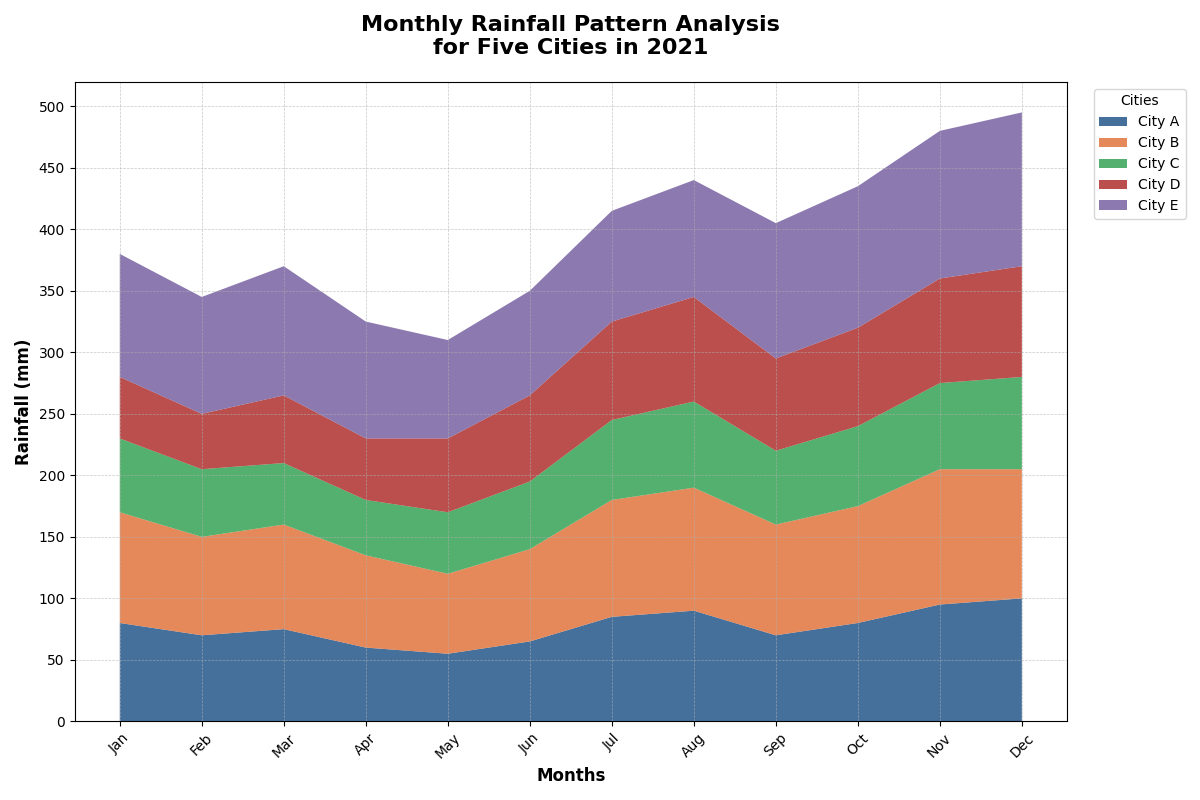 Monthly Rainfall Pattern Analysis
for Five Cities in 2021
Cities
City A
City B
City C
City D
City E
Rainfall (mm)
500
450
400
350
300
250
200
150
100
50
0
Jan
Feb
Mar
Apr
May
Jun
Jul
Aug
Sep
Oct
Nov
Dec
Months